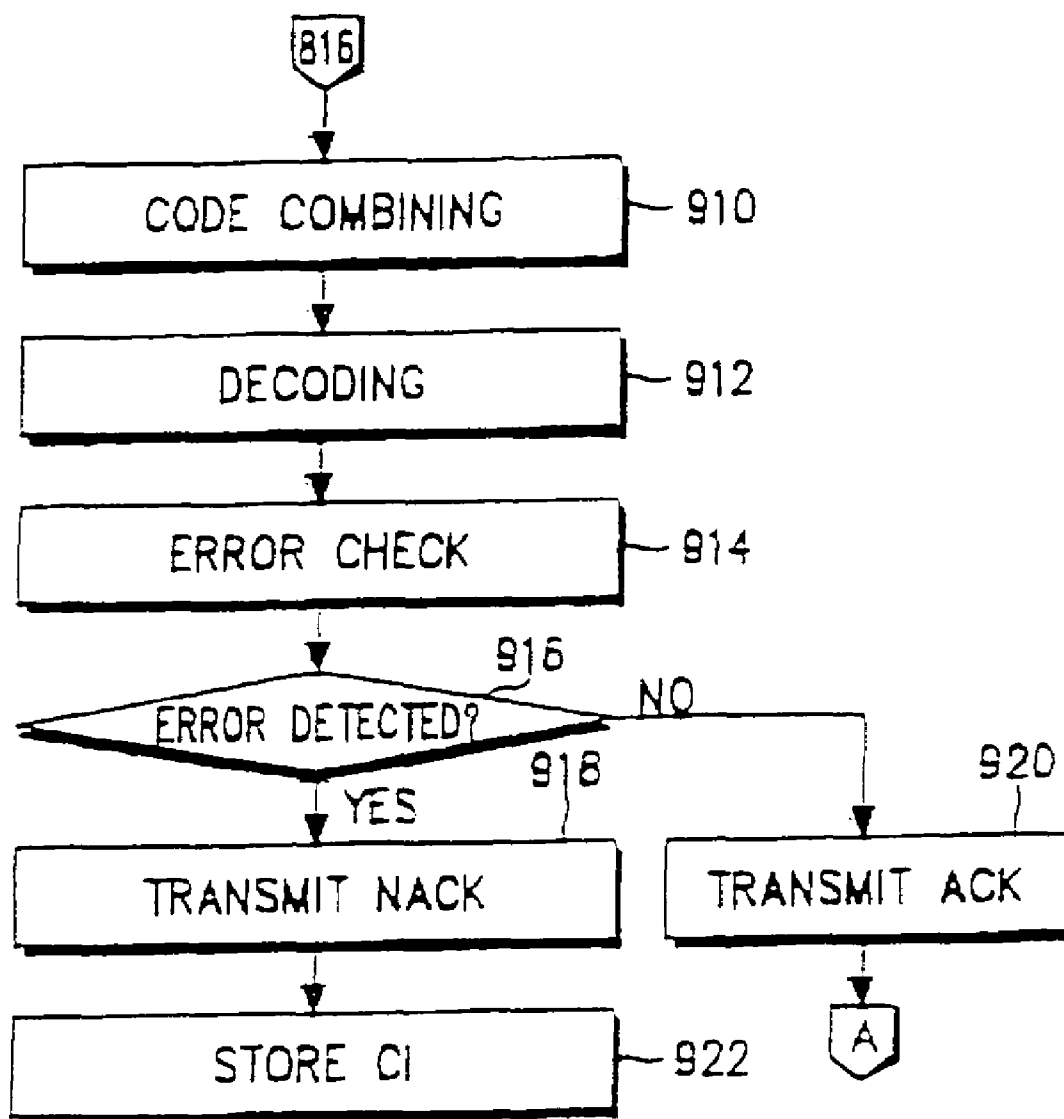 816
CODE COMBINING
910
DECODING
912
ERROR CHECK
914
916
ERROR DETECTED?
NO
YES
918
920
TRANSMIT NACK
TRANSMIT ACK
STORE CI
922
A